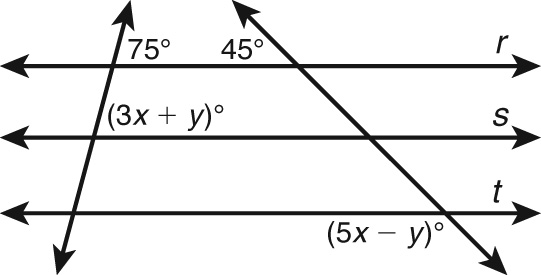 75° 45° r
(3x + y)° s
t
(5x − y)°